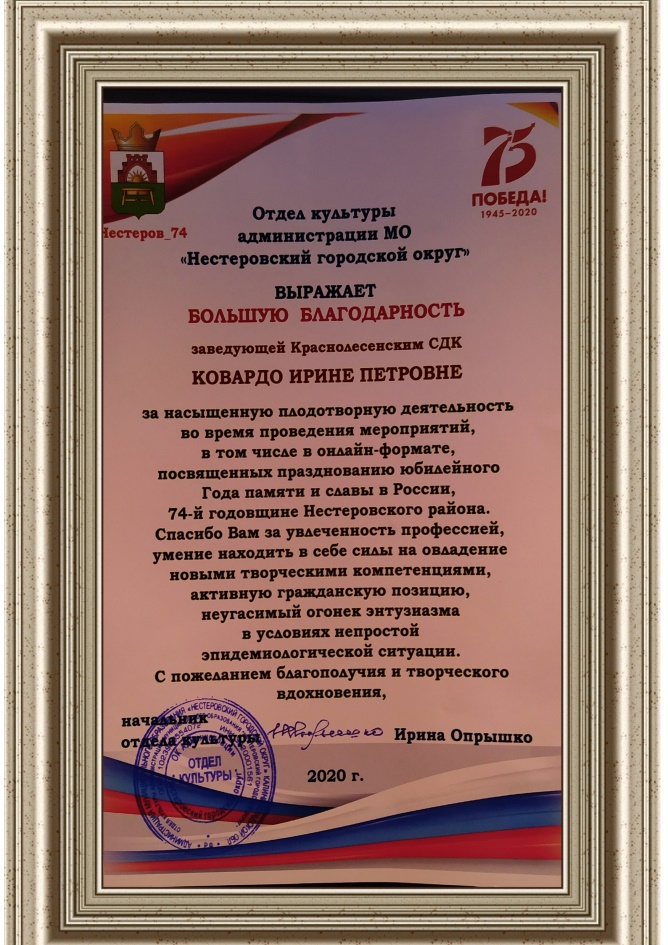 75
ПОБЕДА!
1945–2020
Нестеров_74
Отдел культуры
администрации МО
«Нестеровский городской округ»
ВЫРАЖАЕТ
БОЛЬШУЮ БЛАГОДАРНОСТЬ
заведующей Краснолесенским СДК
КОВАРДО ИРИНЕ ПЕТРОВНЕ
за насыщенную плодотворную деятельность
во время проведения мероприятий,
в том числе в онлайн-формате,
посвященных празднованию юбилейного
Года памяти и славы в России,
74-й годовщине Нестеровского района.
Спасибо Вам за увлеченность профессией,
умение находить в себе силы на овладение
новыми творческими компетенциями,
активную гражданскую позицию,
неугасимый огонек энтузиазма
в условиях непростой
эпидемиологической ситуации.
С пожеланием благополучия и творческого
вдохновения,
начальник
отдела культуры Ирина Опрышко
ОТДЕЛ
КУЛЬТУРЫ
2020 г.